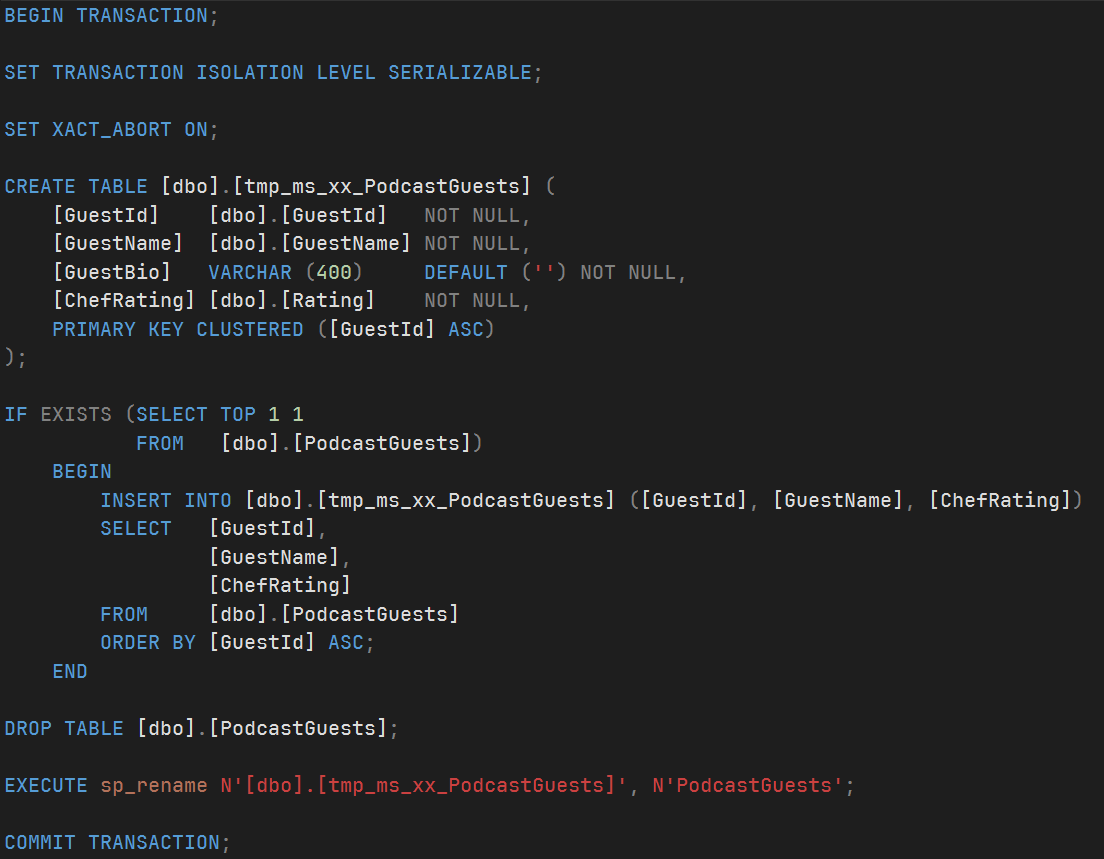 BEGIN TRANSACTION;
SET TRANSACTION ISOLATION LEVEL SERIALIZABLE;
SET XACT_ABORT ON;
CREATE TABLE [dbo].[tmp_ms_xx_PodcastGuests] (
    [GuestId]    [dbo].[GuestId]   NOT NULL,
    [GuestName]  [dbo].[GuestName] NOT NULL,
    [GuestBio]   VARCHAR (400)     DEFAULT ('') NOT NULL,
    [ChefRating] [dbo].[Rating]    NOT NULL,
    PRIMARY KEY CLUSTERED ([GuestId] ASC)
);
IF EXISTS (SELECT TOP 1 1
           FROM   [dbo].[PodcastGuests])
    BEGIN
        INSERT INTO [dbo].[tmp_ms_xx_PodcastGuests] ([GuestId], [GuestName], [ChefRating])
        SELECT   [GuestId],
                 [GuestName],
                 [ChefRating]
        FROM     [dbo].[PodcastGuests]
        ORDER BY [GuestId] ASC;
    END
DROP TABLE [dbo].[PodcastGuests];
EXECUTE sp_rename N'[dbo].[tmp_ms_xx_PodcastGuests]', N'PodcastGuests';
COMMIT TRANSACTION;